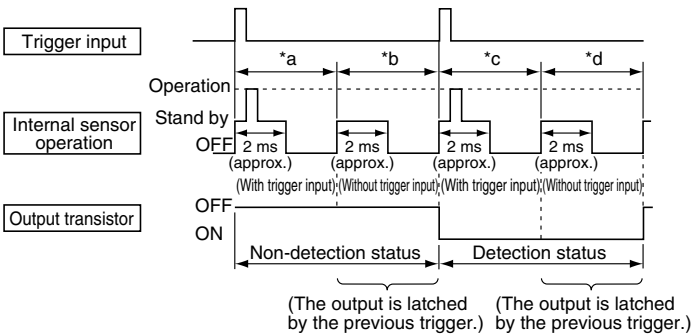 Trigger input
*a *b *c *d
Operation
Stand by
OFF
Internal sensor
operation
2 ms 2 ms 2 ms 2 ms
(approx.) (approx.) (approx.) (approx.)
(With trigger input) (Without trigger input) (With trigger input) (Without trigger input)
Output transistor
OFF
ON
Non-detection status Detection status
(The output is latched
by the previous trigger.)
(The output is latched
by the previous trigger.)